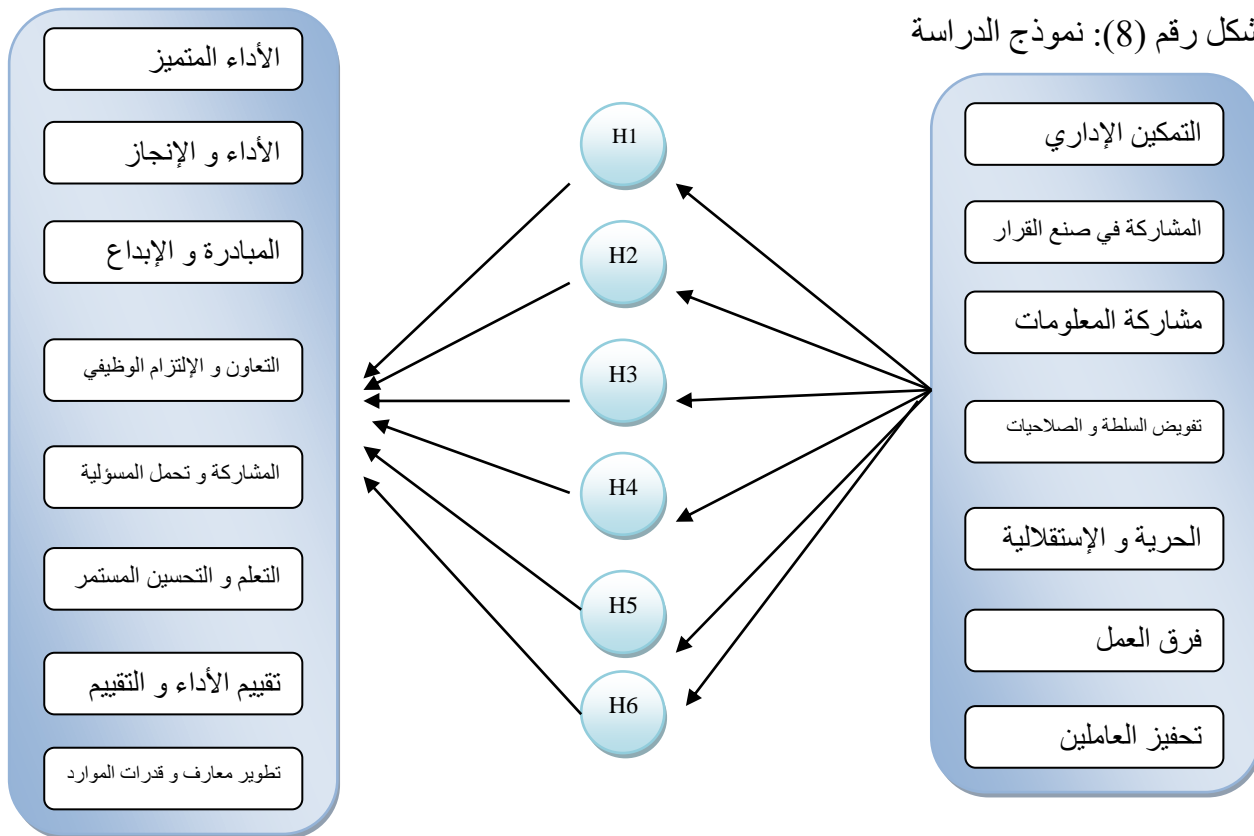 شكل رقم (8): نموذج الدراسة
التمكين الإداري
المشاركة في صنع القرار
مشاركة المعلومات
تفويض السلطة و الصلاحيات
الحرية و الإستقلالية
فرق العمل
تحفيز العاملين
H1
H2
H3
H4
H5
H6
الأداء المتميز
الأداء و الإنجاز
المبادرة و الإبداع
التعاون و الإلتزام الوظيفي
المشاركة و تحمل المسؤلية
التعلم و التحسين المستمر
تقييم الأداء و التقييم
تطوير معارف و قدرات الموارد